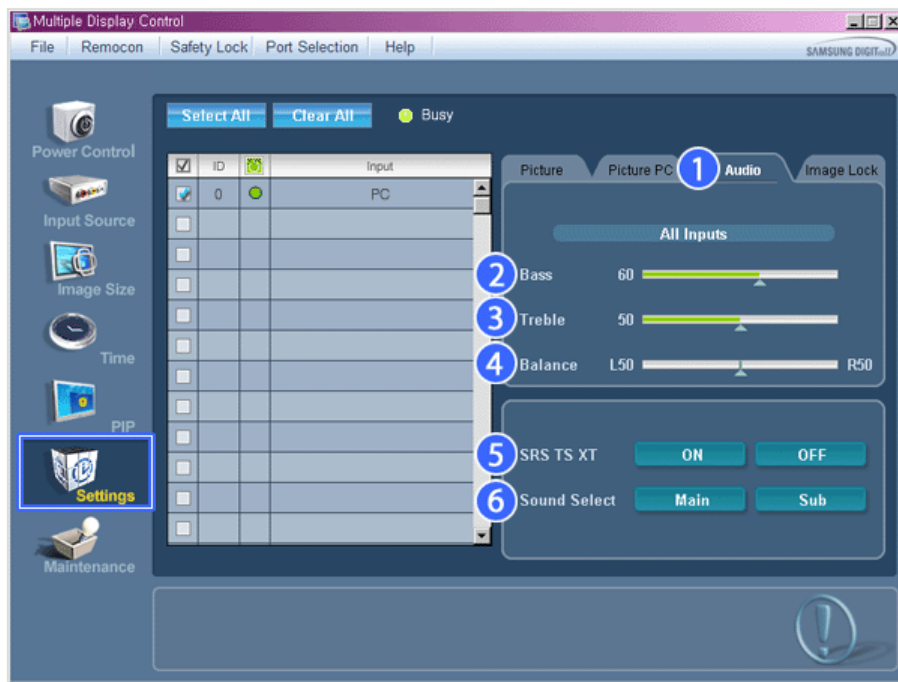 Multiple Display Control
File Remocon Safety Lock Port Selection Help
SAMSUNG DIGITall
Select All Clear All Busy
Power Control
ID Input
0 PC
Input Source
Image Size
Time
PIP
Settings
Maintenance
Picture Picture PC 1 Audio Image Lock
All Inputs
2 Bass 60
3 Treble 50
4 Balance L50 R50
5 SRS TS XT ON OFF
6 Sound Select Main Sub